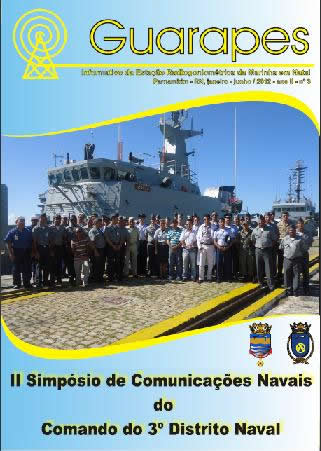 Guarapes
Informativo da Estação Radiogoniométrica da Marinha em Natal
Parnamirim - RN, janeiro - junho / 2012 - ano II - nº 3
II Simpósio de Comunicações Navais
do
Comando do 3º Distrito Naval